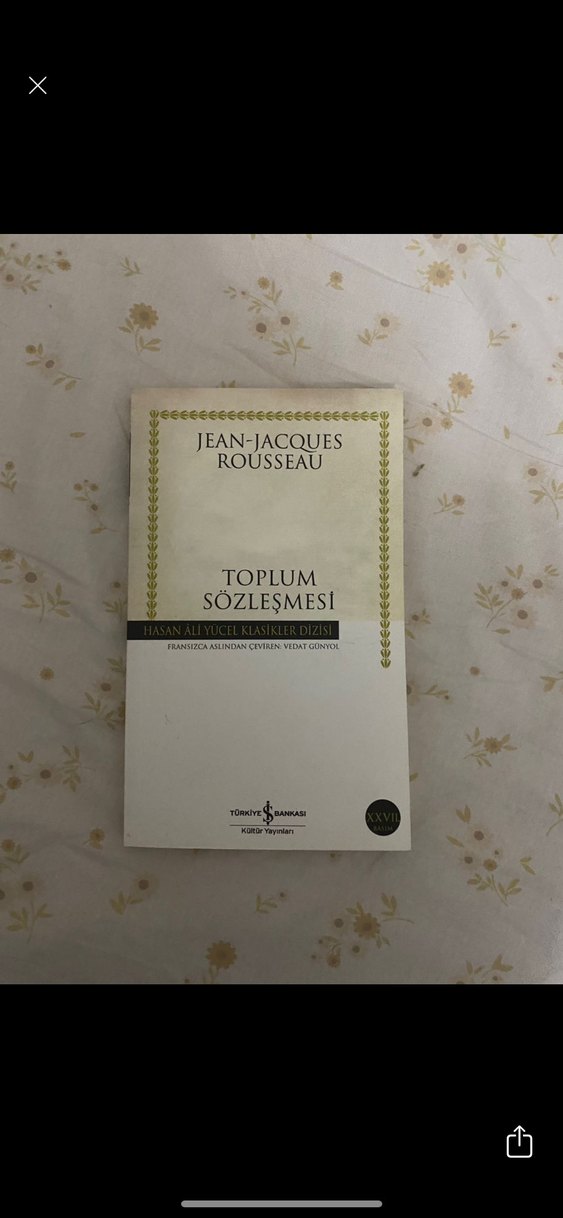 JEAN-JACQUES
ROUSSEAU
TOPLUM
SÖZLEŞMESİ
HASAN ÂLİ YÜCEL KLASİKLER DİZİSİ
FRANSIZCA ASLINDAN ÇEVİREN: VEDAT GÜNYOL
TÜRKİYE İŞ BANKASI
Kültür Yayınları
XXVII.
BASIM